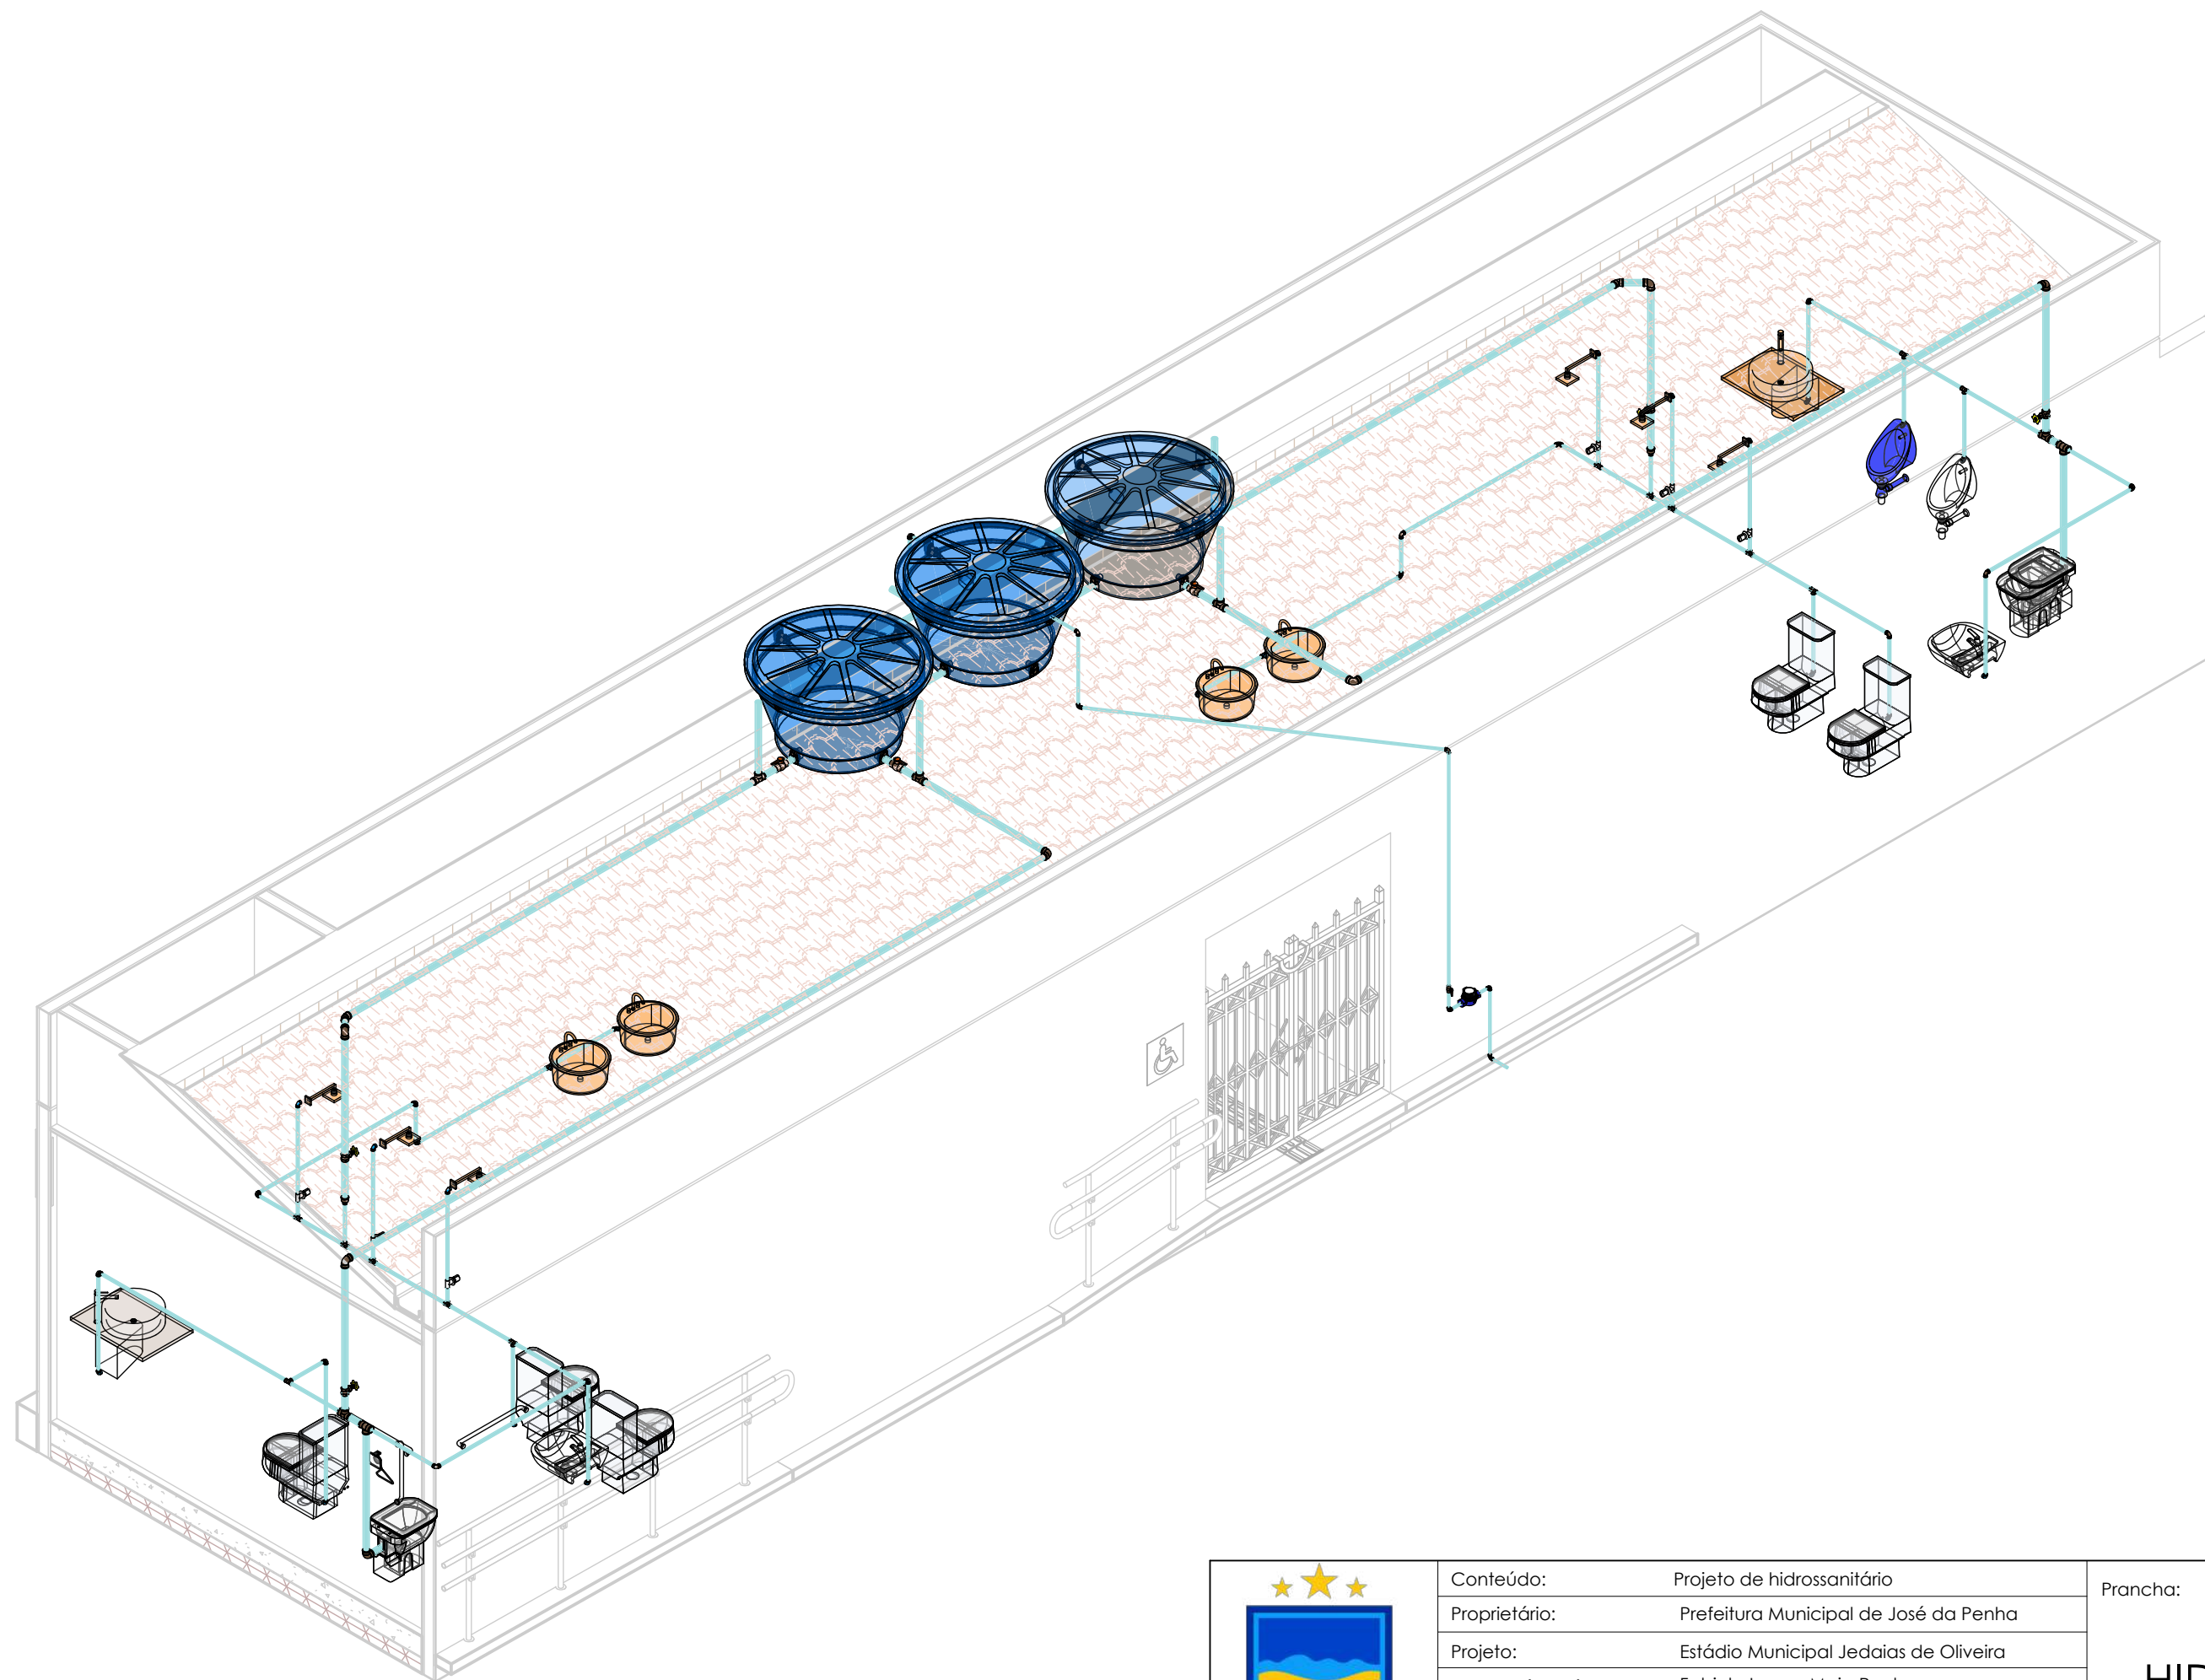 Conteúdo: Projeto de hidrossanitário
Prancha:
Proprietário: Prefeitura Municipal de José da Penha
Projeto: Estádio Municipal Jedaias de Oliveira